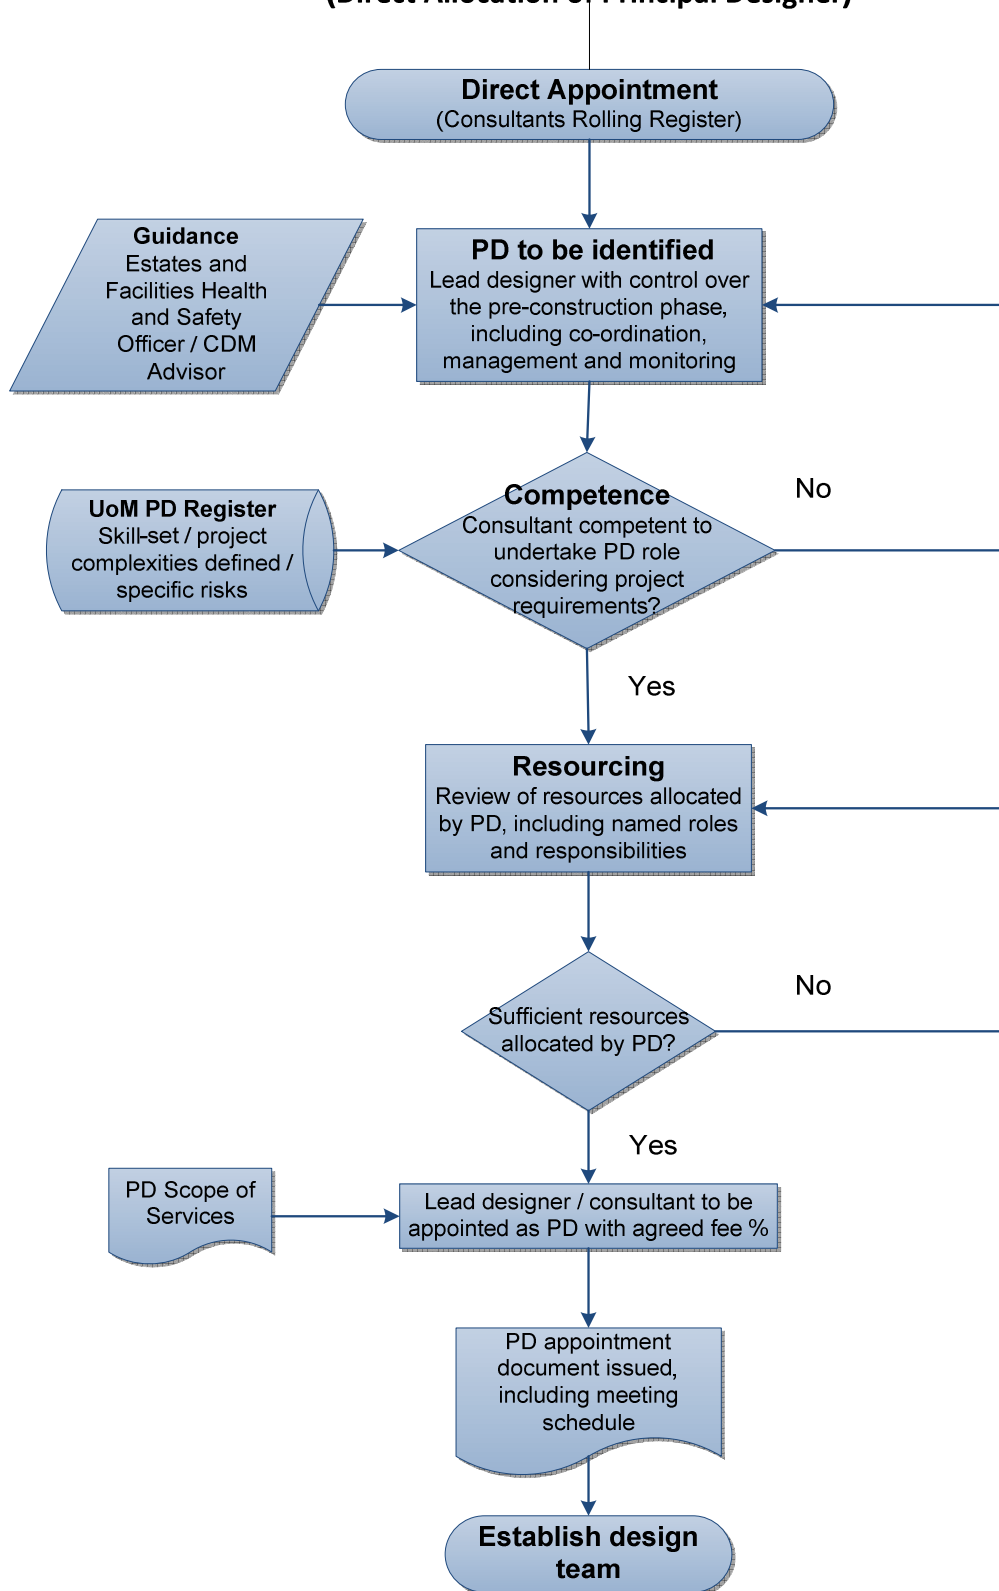 (Direct Allocation of Principal Designer)
Direct Appointment
(Consultants Rolling Register)
Guidance
Estates and
Facilities Health
and Safety
Officer / CDM
Advisor
PD to be identified
Lead designer with control over
the pre-construction phase,
including co-ordination,
management and monitoring
UoM PD Register
Skill-set / project
complexities defined /
specific risks
Competence
Consultant competent to
undertake PD role
considering project
requirements?
No
Yes
Resourcing
Review of resources allocated
by PD, including named roles
and responsibilities
Sufficient resources
allocated by PD?
No
Yes
PD Scope of
Services
Lead designer / consultant to be
appointed as PD with agreed fee %
PD appointment
document issued,
including meeting
schedule
Establish design
team